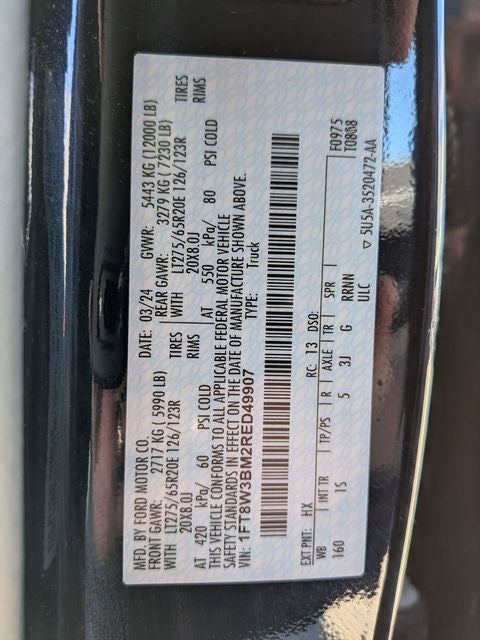 MFD. BY FORD MOTOR CO. DATE: 03/24 GVWR: 5443 KG (12000 LB)
FRONT GAWR: 2717 KG ( 5990 LB) REAR GAWR: 3279 KG ( 7230 LB)
WITH LT275/65R20E 126/123R TIRES WITH LT275/65R20E 126/123R TIRES
20X8.0J RIMS 20X8.0J RIMS
AT 420 kPa/ 60 PSI COLD AT 550 kPa/ 80 PSI COLD
THIS VEHICLE CONFORMS TO ALL APPLICABLE FEDERAL MOTOR VEHICLE
SAFETY STANDARDS IN EFFECT ON THE DATE OF MANUFACTURE SHOWN ABOVE.
VIN: 1FT8W3BM2RED49907 TYPE: Truck
F0975
EXT PNT: HX RC: 13 DSO: T0808
WB INT TR TP/PS R AXLE TR SPR
160 1S 5 3J G RRNN
ULC ▽ 5U5A-3520472-AA